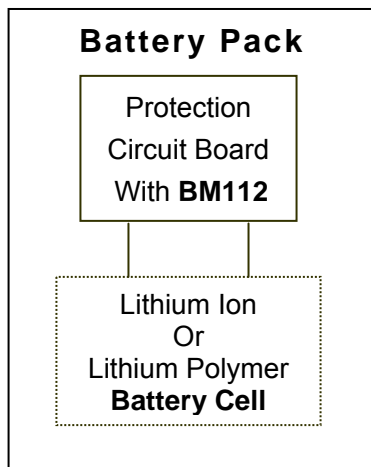 Battery Pack
Protection
Circuit Board
With BM112
Lithium Ion
Or
Lithium Polymer
Battery Cell